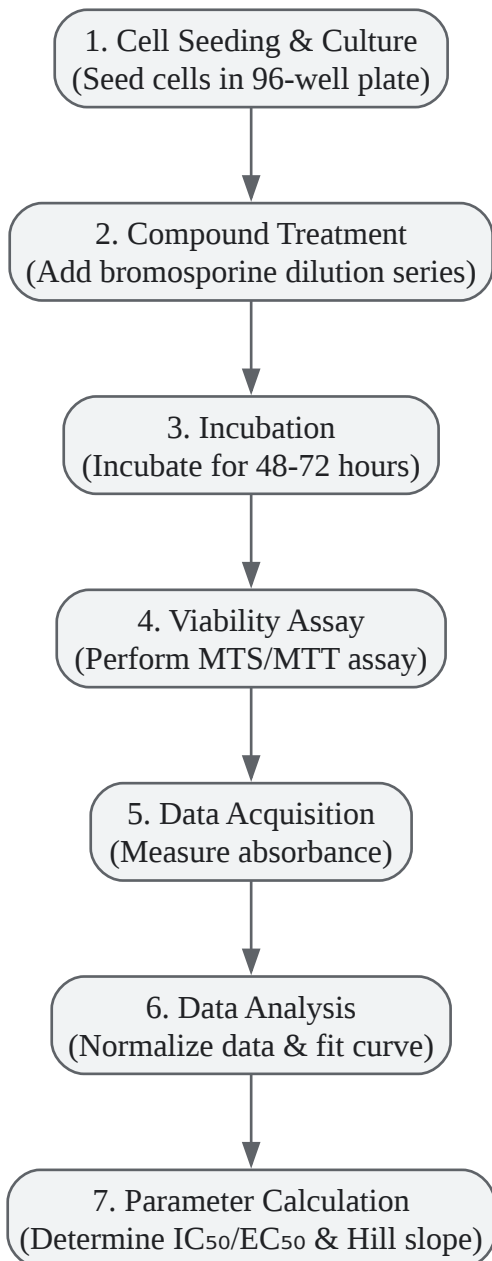 1. Cell Seeding & Culture
(Seed cells in 96-well plate)
2. Compound Treatment
(Add bromosporine dilution series)
3. Incubation
(Incubate for 48-72 hours)
4. Viability Assay
(Perform MTS/MTT assay)
5. Data Acquisition
(Measure absorbance)
6. Data Analysis
(Normalize data & fit curve)
7. Parameter Calculation
(Determine IC₅₀/EC₅₀ & Hill slope)